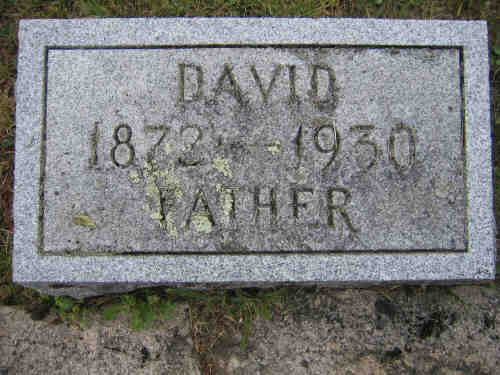 DAVID
1872 - 1930
FATHER